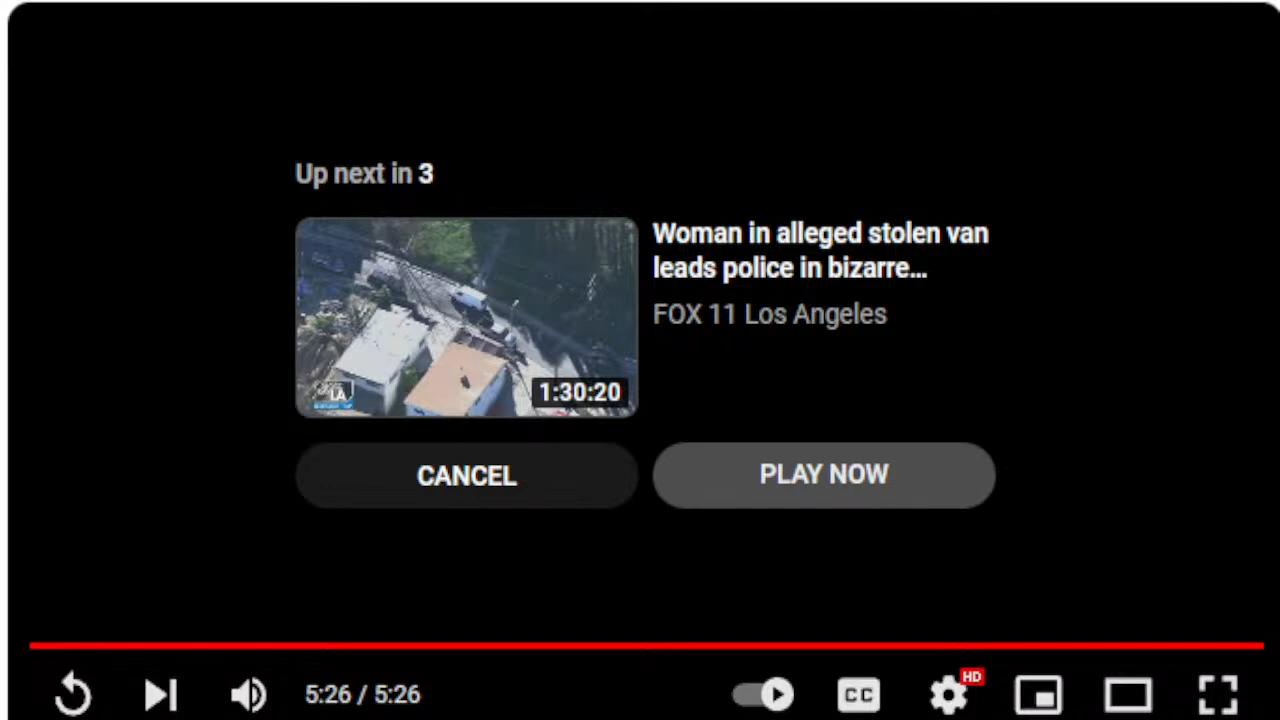 Up next in 3
Woman in alleged stolen van
leads police in bizarre...
FOX 11 Los Angeles
LA
1:30:20
CANCEL
PLAY NOW
5:26 / 5:26
CC
HD